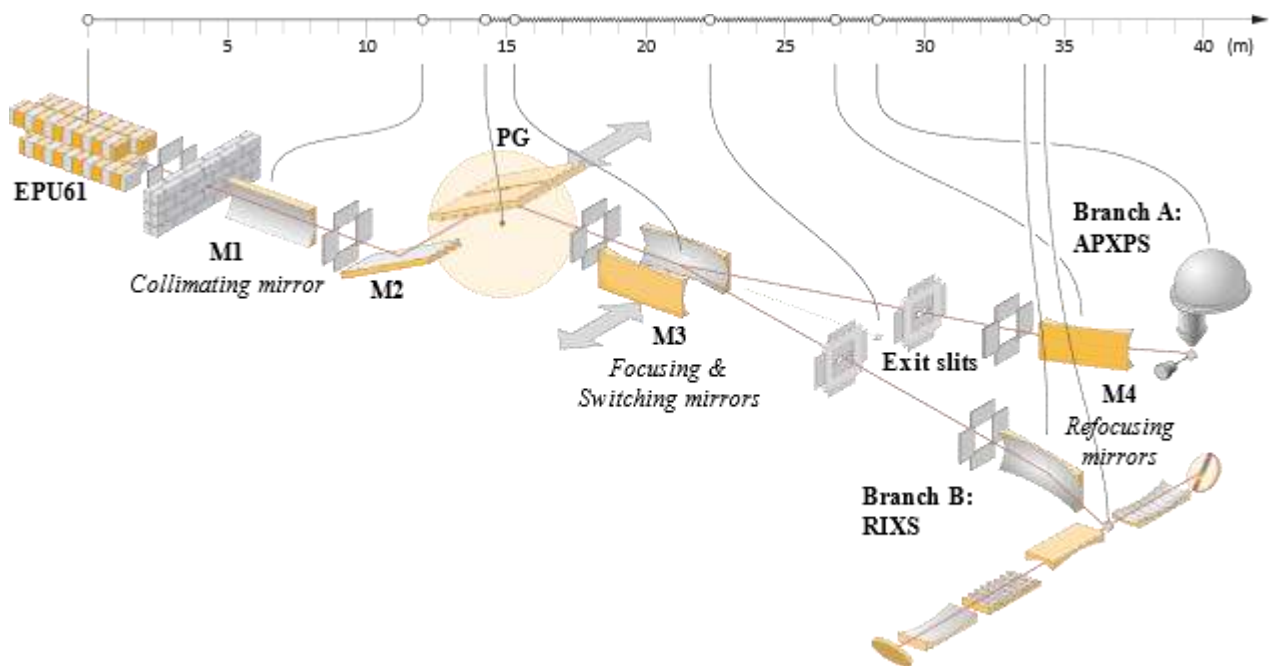 5 10 15 20 25 30 35 40 (m)
EPU61
M1
Collimating mirror
M2
PG
M3
Focusing &
Switching mirrors
Exit slits
Branch A:
APXPS
M4
Refocusing
mirrors
Branch B:
RIXS